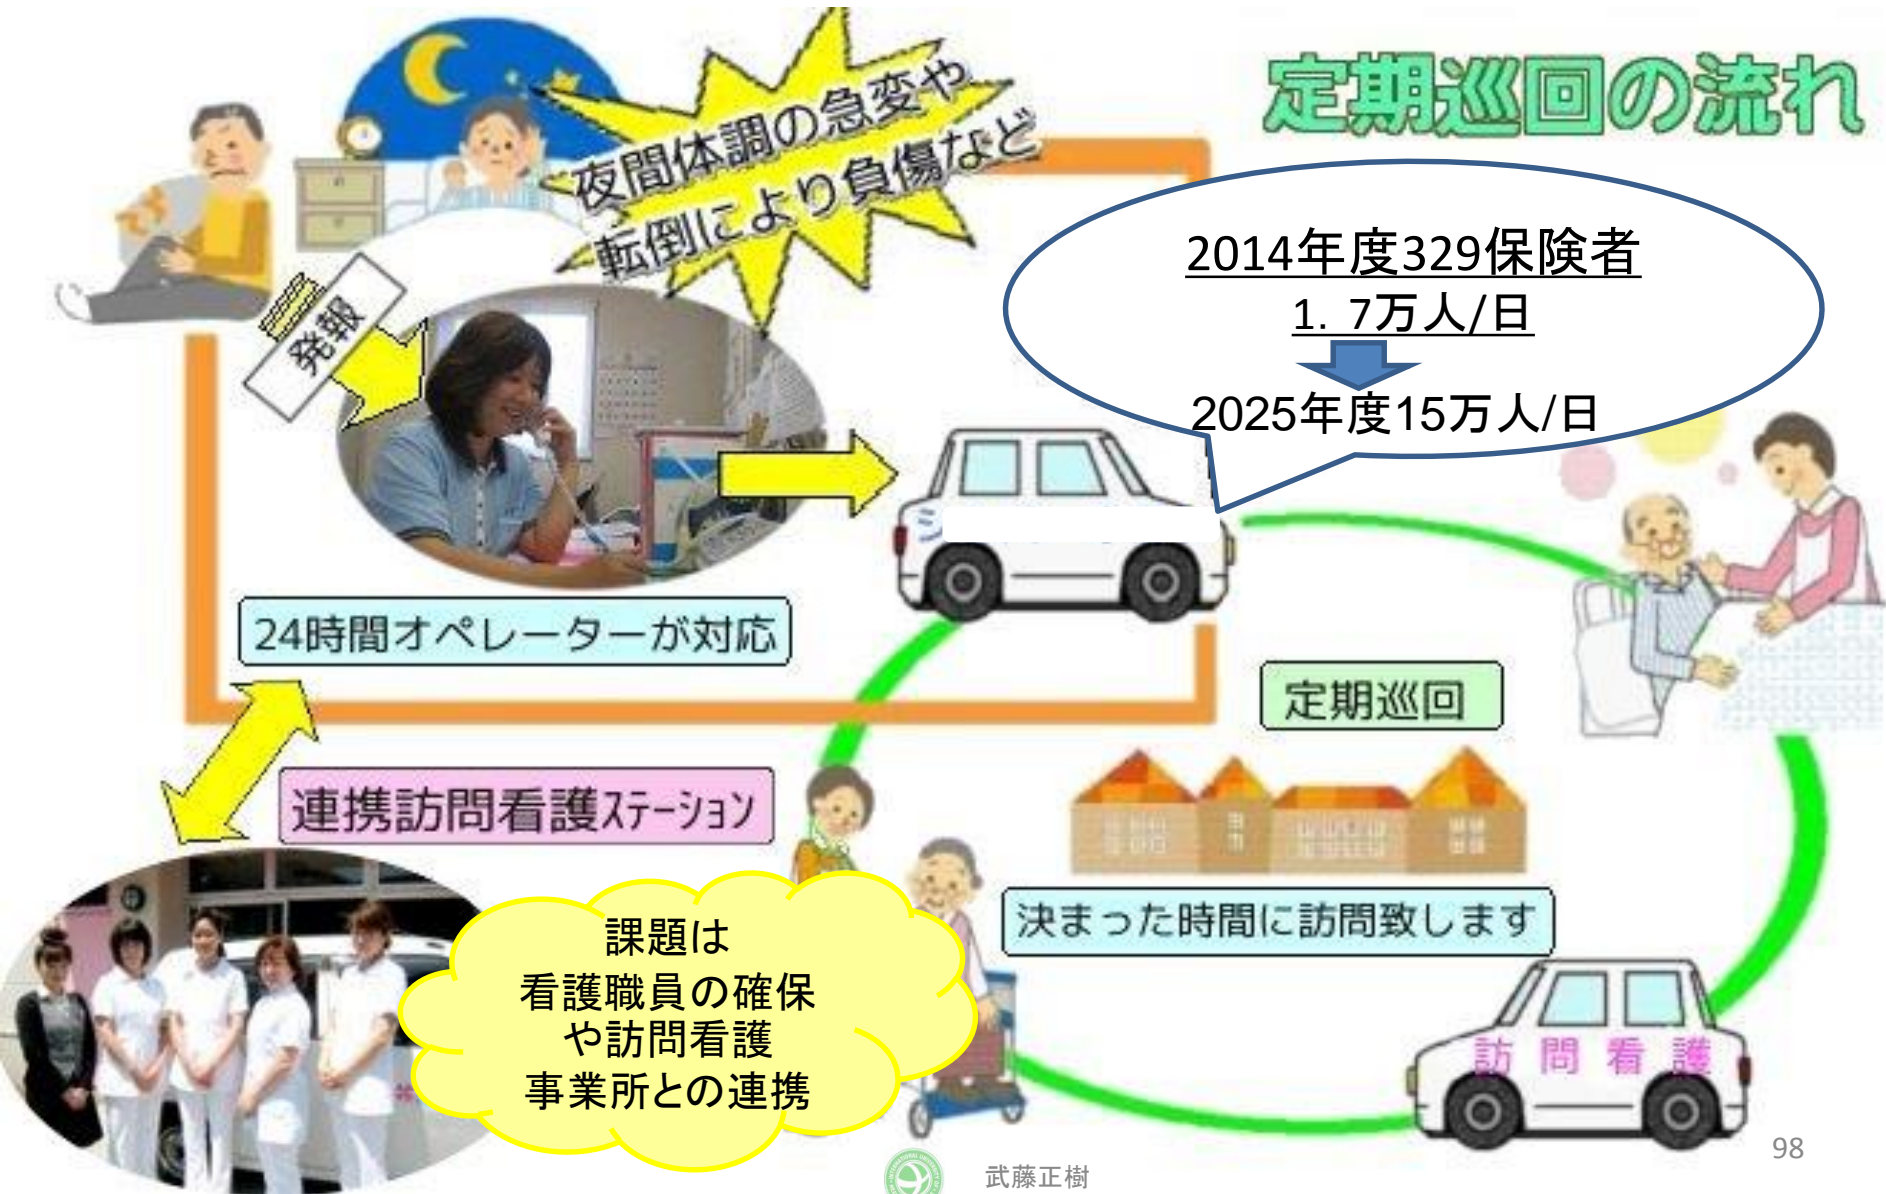 定期巡回の流れ
夜間体調の急変や
転倒により負傷など
2014年度329保険者
1．7万人/日
2025年度15万人/日
発報
24時間オペレーターが対応
定期巡回
連携訪問看護ステーション
決まった時間に訪問致します
課題は
看護職員の確保
や訪問看護
事業所との連携
訪問看護
98
武藤正樹